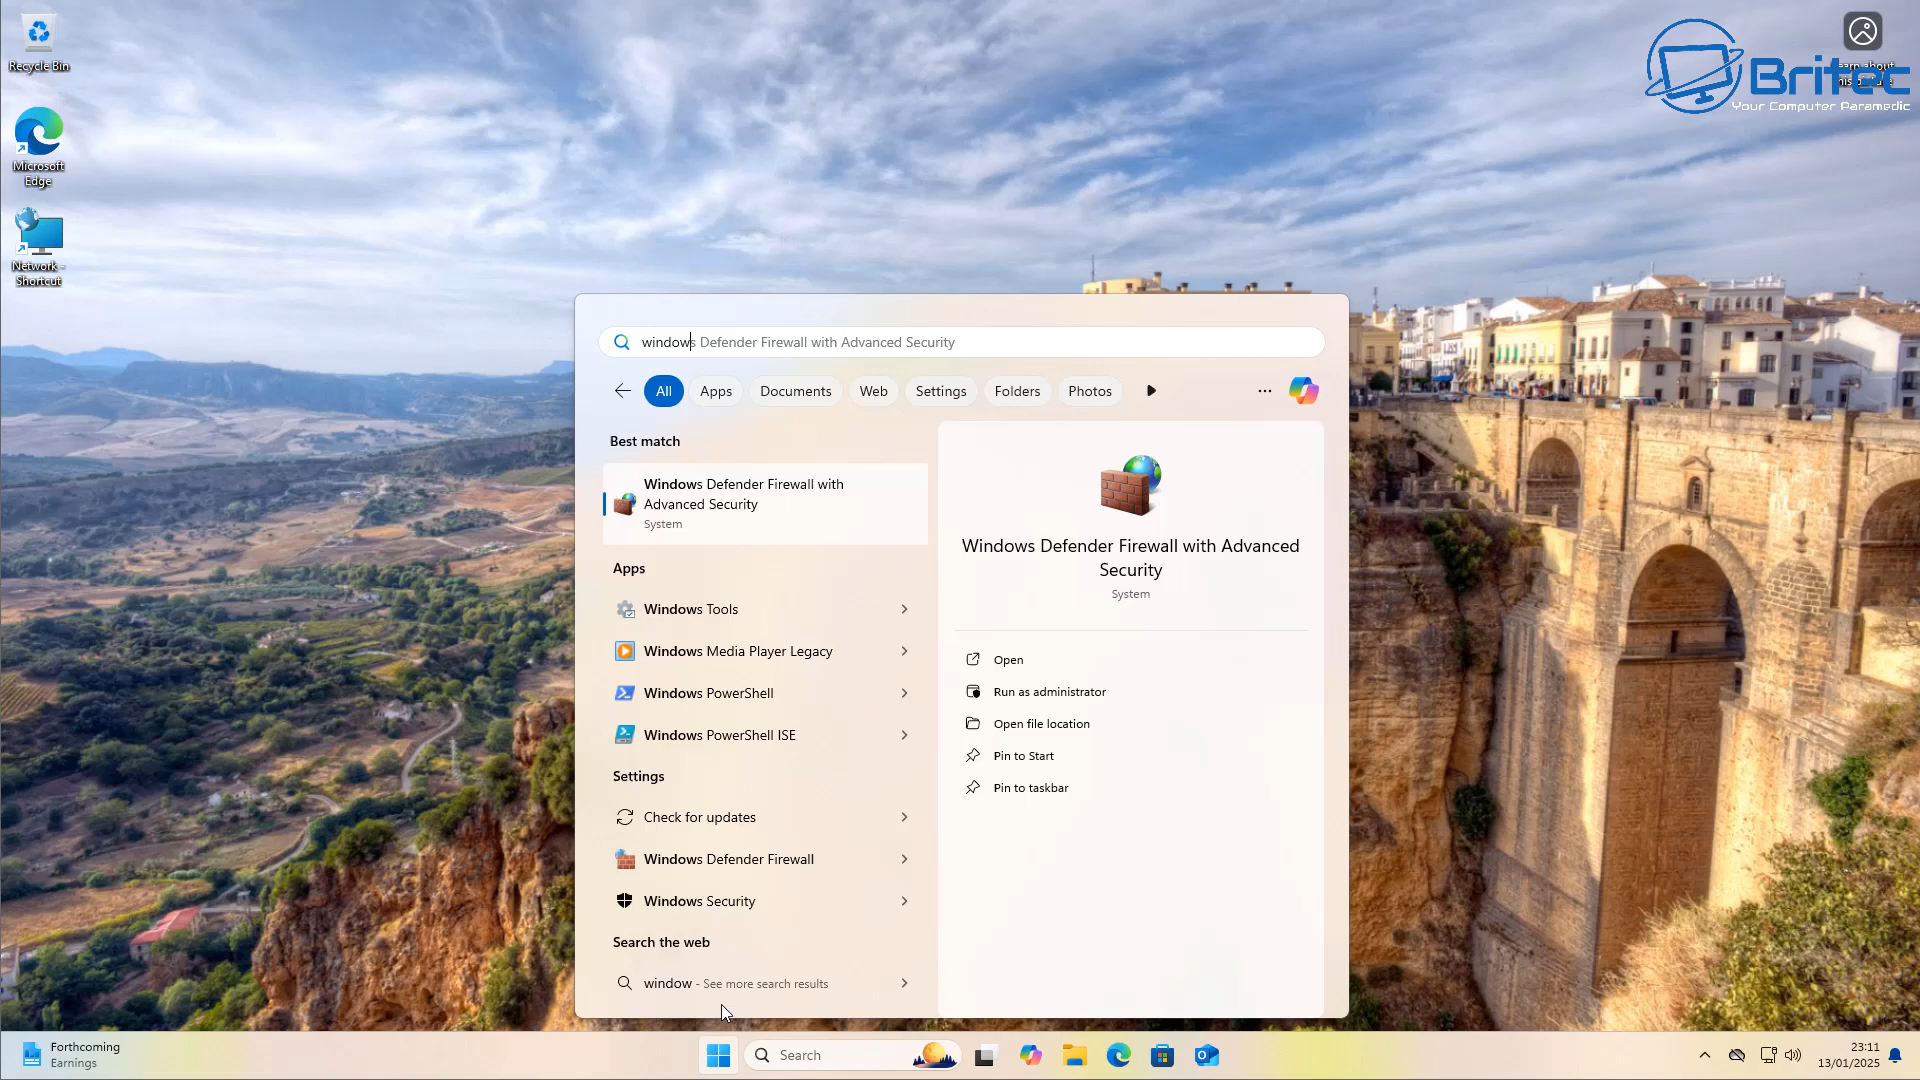 Recycle Bin
Microsoft
Edge
Network -
Shortcut
Britec
Your Computer Paramedic
windows Defender Firewall with Advanced Security
All
Apps
Documents
Web
Settings
Folders
Photos
Best match
Windows Defender Firewall with
Advanced Security
System
Apps
Windows Tools
Windows Media Player Legacy
Windows PowerShell
Windows PowerShell ISE
Settings
Check for updates
Windows Defender Firewall
Windows Security
Search the web
window - See more search results
Windows Defender Firewall with Advanced
Security
System
Open
Run as administrator
Open file location
Pin to Start
Pin to taskbar
Forthcoming
Earnings
Search
23:11
13/01/2025